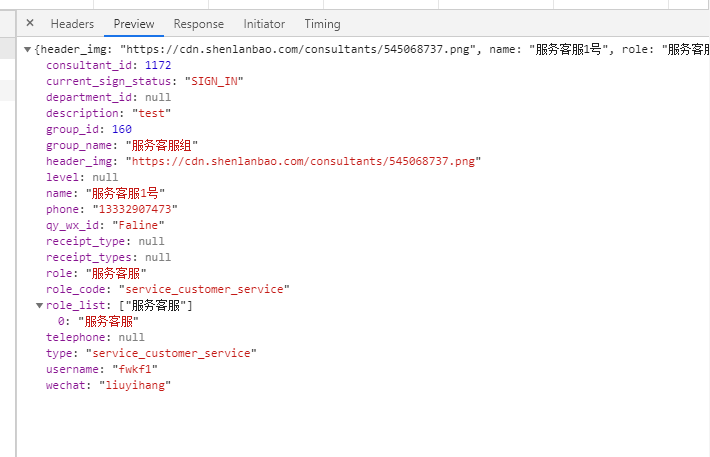 × Headers Preview Response Initiator Timing
▼{header_img: "https://cdn.shenlanbao.com/consultants/545068737.png", name: "服务客服1号", role: "服务客服
consultant_id: 1172
current_sign_status: "SIGN_IN"
department_id: null
description: "test"
group_id: 160
group_name: "服务客服组"
header_img: "https://cdn.shenlanbao.com/consultants/545068737.png"
level: null
name: "服务客服1号"
phone: "13332907473"
qy_wx_id: "Faline"
receipt_type: null
receipt_types: null
role: "服务客服"
role_code: "service_customer_service"
▼role_list: ["服务客服"]
0: "服务客服"
telephone: null
type: "service_customer_service"
username: "fwkf1"
wechat: "liuyihang"